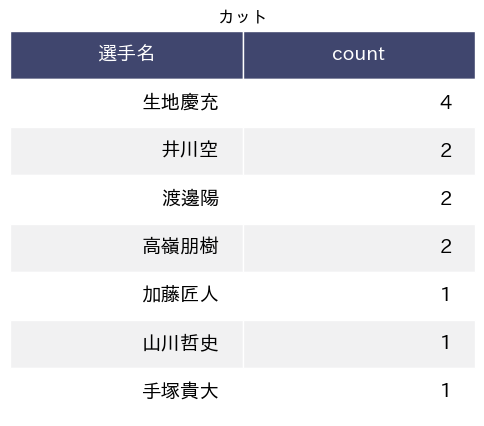 カット
選手名 count
生地慶充 4
井川空 2
渡邊陽 2
高嶺朋樹 2
加藤匠人 1
山川哲史 1
手塚貴大 1